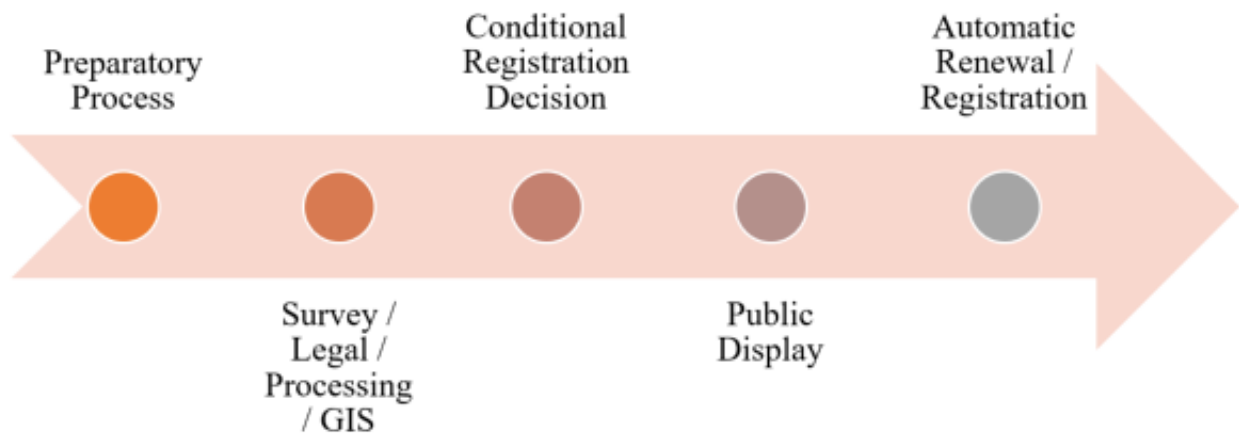 Preparatory
Process
Survey /
Legal /
Processing
/ GIS
Conditional
Registration
Decision
Public
Display
Automatic
Renewal /
Registration